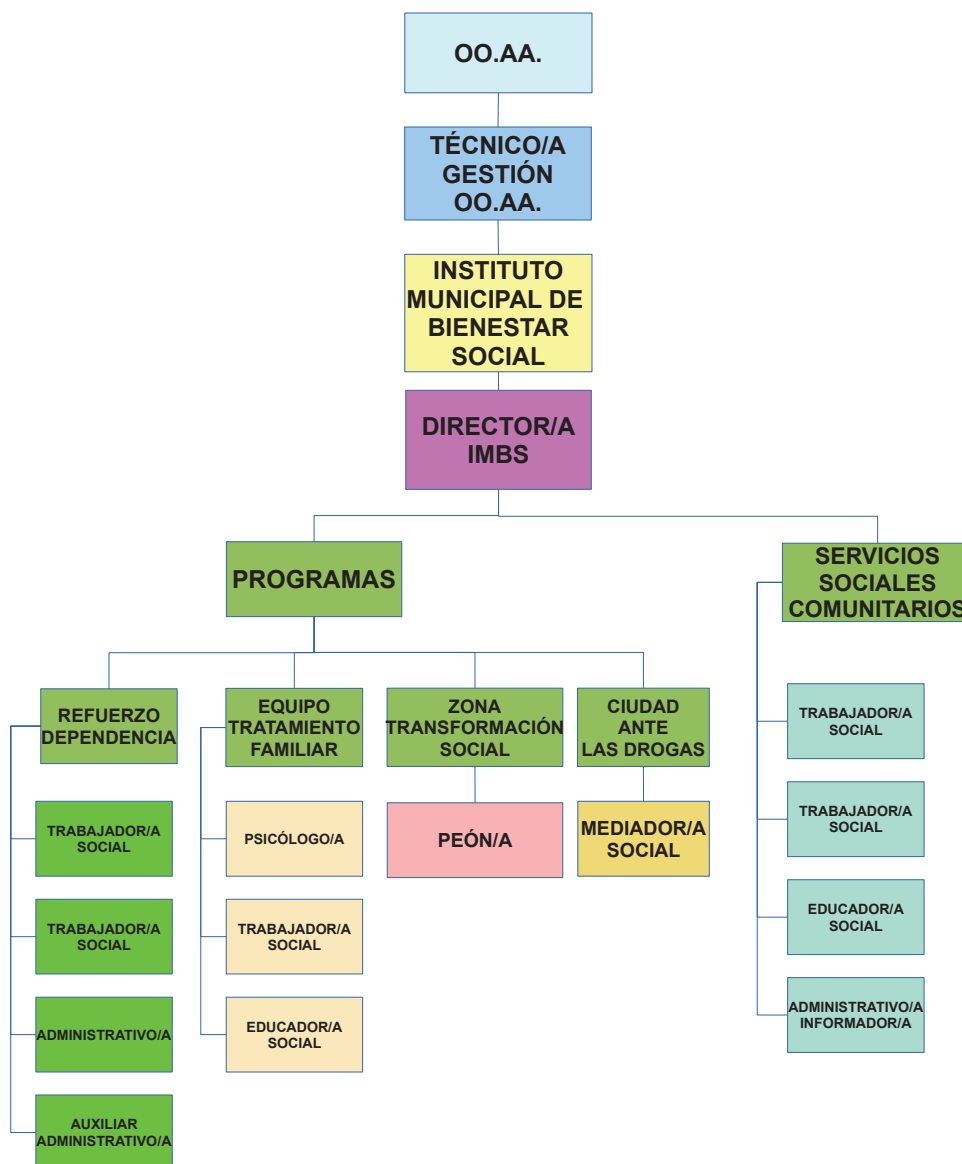 OO.AA.
TÉCNICO/A
GESTIÓN
OO.AA.
INSTITUTO
MUNICIPAL DE
BIENESTAR
SOCIAL
DIRECTOR/A
IMBS
PROGRAMAS
SERVICIOS
SOCIALES
COMUNITARIOS
REFUERZO
DEPENDENCIA
EQUIPO
TRATAMIENTO
FAMILIAR
ZONA
TRANSFORMACIÓN
SOCIAL
CIUDAD
ANTE
LAS DROGAS
TRABAJADOR/A
SOCIAL
TRABAJADOR/A
SOCIAL
ADMINISTRATIVO/A
AUXILIAR
ADMINISTRATIVO/A
PSICÓLOGO/A
TRABAJADOR/A
SOCIAL
EDUCADOR/A
SOCIAL
PEÓN/A
MEDIADOR/A
SOCIAL
TRABAJADOR/A
SOCIAL
TRABAJADOR/A
SOCIAL
EDUCADOR/A
SOCIAL
ADMINISTRATIVO/A
INFORMADOR/A